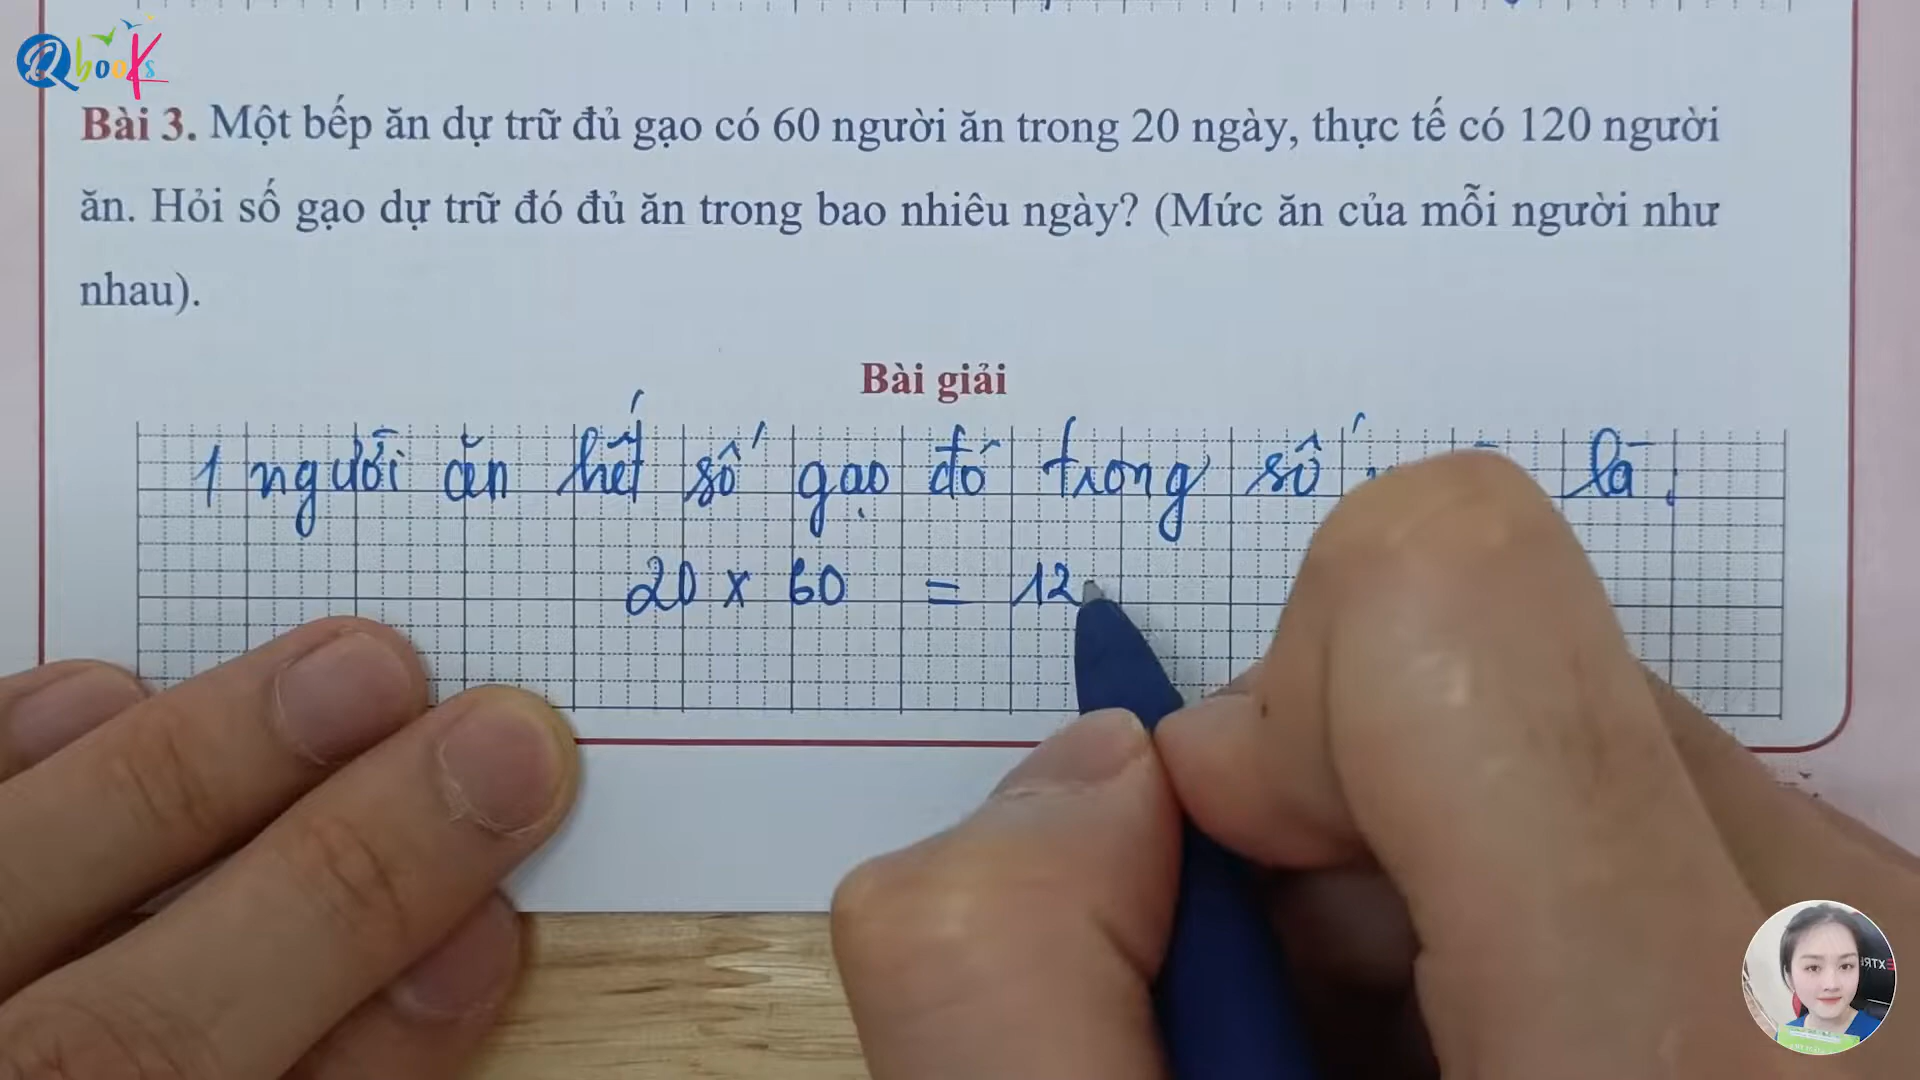 Qbooks
Bài 3. Một bếp ăn dự trữ đủ gạo có 60 người ăn trong 20 ngày, thực tế có 120 người
ăn. Hỏi số gạo dự trữ đó đủ ăn trong bao nhiêu ngày? (Mức ăn của mỗi người như
nhau).
Bài giải
1 người ăn hết số gạo đó trong số là:
20 x 60 = 12